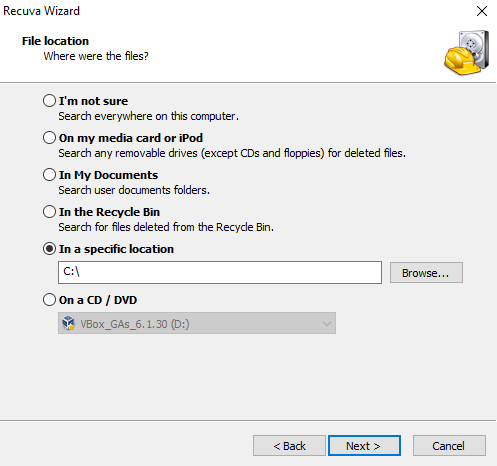 Recuva Wizard
File location
Where were the files?
I'm not sure
Search everywhere on this computer.
On my media card or iPod
Search any removable drives (except CDs and floppies) for deleted files.
In My Documents
Search user documents folders.
In the Recycle Bin
Search for files deleted from the Recycle Bin.
In a specific location
C:\
Browse...
On a CD / DVD
VBox_GAs_6.1.30 (D:)
< Back
Next >
Cancel